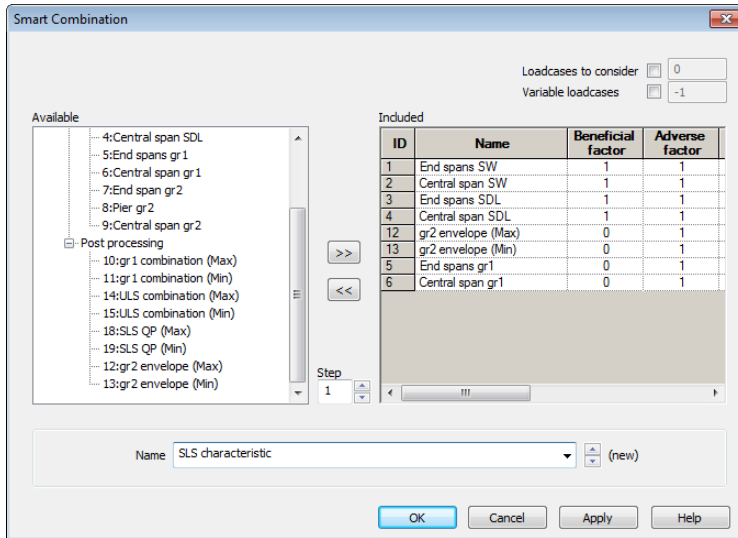 Smart Combination
Loadcases to consider 0
Variable loadcases -1
Available
4:Central span SDL
5:End spans gr1
6:Central span gr1
7:End span gr2
8:Pier gr2
9:Central span gr2
Post processing
10:gr1 combination (Max)
11:gr1 combination (Min)
14:ULS combination (Max)
15:ULS combination (Min)
18:SLS QP (Max)
19:SLS QP (Min)
12:gr2 envelope (Max)
13:gr2 envelope (Min)
>>
<<
Step
1
Included
ID Name Beneficial factor Adverse factor
1 End spans SW 1 1
2 Central span SW 1 1
3 End spans SDL 1 1
4 Central span SDL 1 1
12 gr2 envelope (Max) 0 1
13 gr2 envelope (Min) 0 1
5 End spans gr1 0 1
6 Central span gr1 0 1
Name SLS characteristic (new)
OK Cancel Apply Help